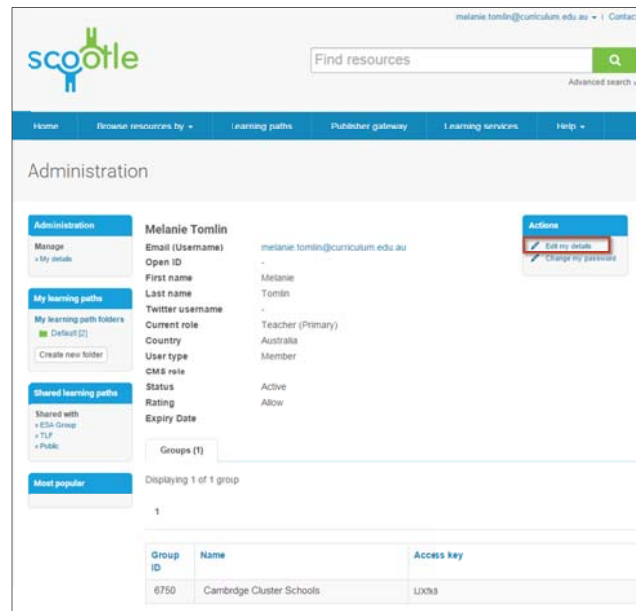 melanie.tomlin@curriculum.edu.au | Contact
scootle
Find resources
Advanced search
Home Browse resources by Learning paths Publisher gateway Learning services Help
Administration
Administration
Manage
» My details
My learning paths
My learning path folders
Default [2]
Create new folder
Shared learning paths
Shared with
» ESA Group
» TLF
» Public
Most popular
Melanie Tomlin
Email (Username) melanie.tomlin@curriculum.edu.au
Open ID -
First name Melanie
Last name Tomlin
Twitter username -
Current role Teacher (Primary)
Country Australia
User type Member
CMS role
Status Active
Rating Allow
Expiry Date
Groups (1)
Displaying 1 of 1 group
1
Group ID Name Access key
6750 Cambrdge Cluster Schools
Actions
Edit my details
Change my password